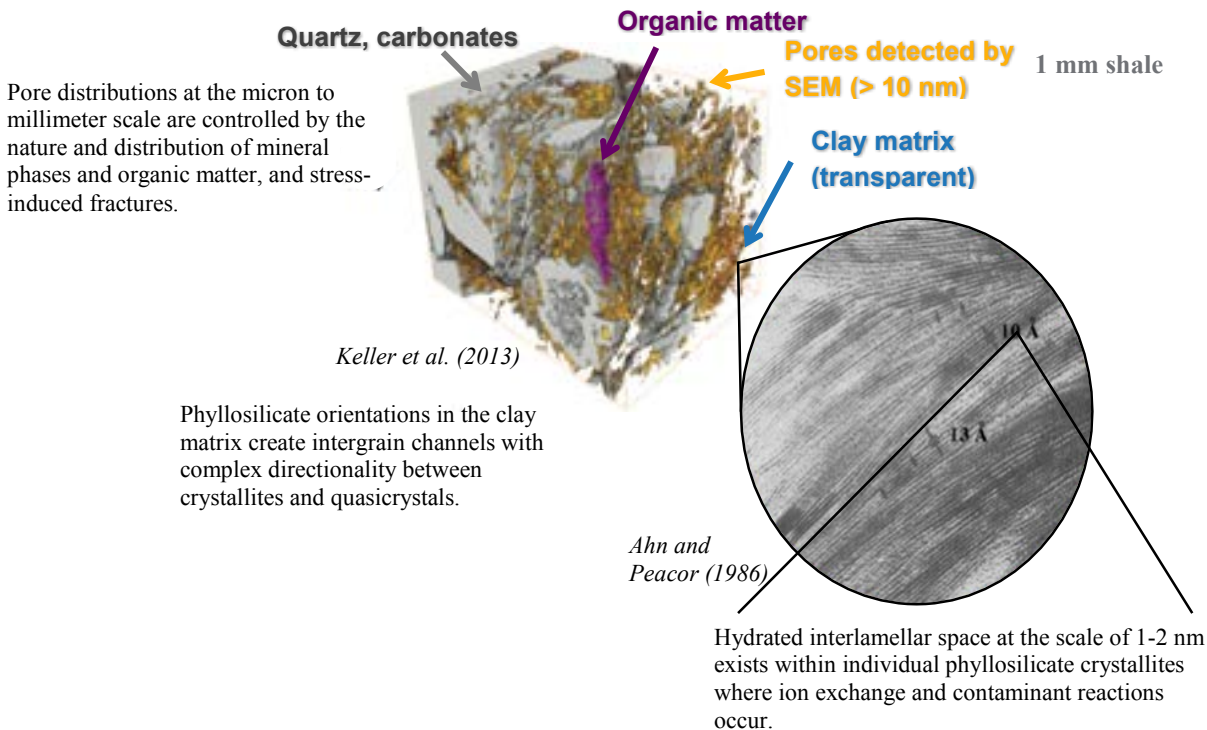 Organic matter
Quartz, carbonates
Pores detected by
SEM (> 10 nm)
1 mm shale
Pore distributions at the micron to
millimeter scale are controlled by the
nature and distribution of mineral
phases and organic matter, and stress-
induced fractures.
Clay matrix
(transparent)
10 Å
Keller et al. (2013)
13 Å
Phyllosilicate orientations in the clay
matrix create intergrain channels with
complex directionality between
crystallites and quasicrystals.
Ahn and
Peacor (1986)
Hydrated interlamellar space at the scale of 1-2 nm
exists within individual phyllosilicate crystallites
where ion exchange and contaminant reactions
occur.